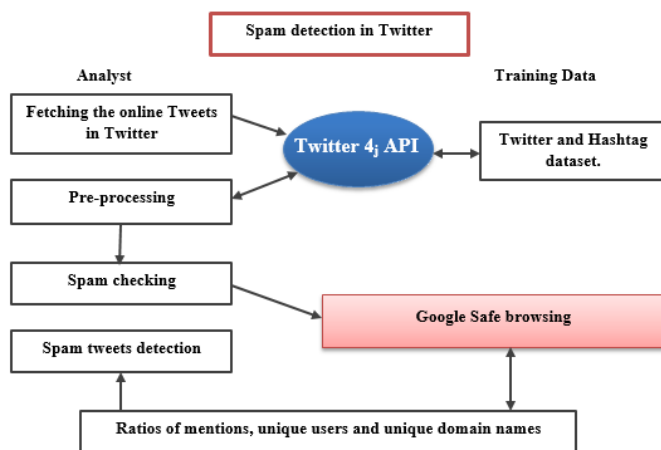 Spam detection in Twitter
Analyst
Training Data
Fetching the online Tweets
in Twitter
Twitter 4j API
Twitter and Hashtag
dataset.
Pre-processing
Spam checking
Google Safe browsing
Spam tweets detection
Ratios of mentions, unique users and unique domain names